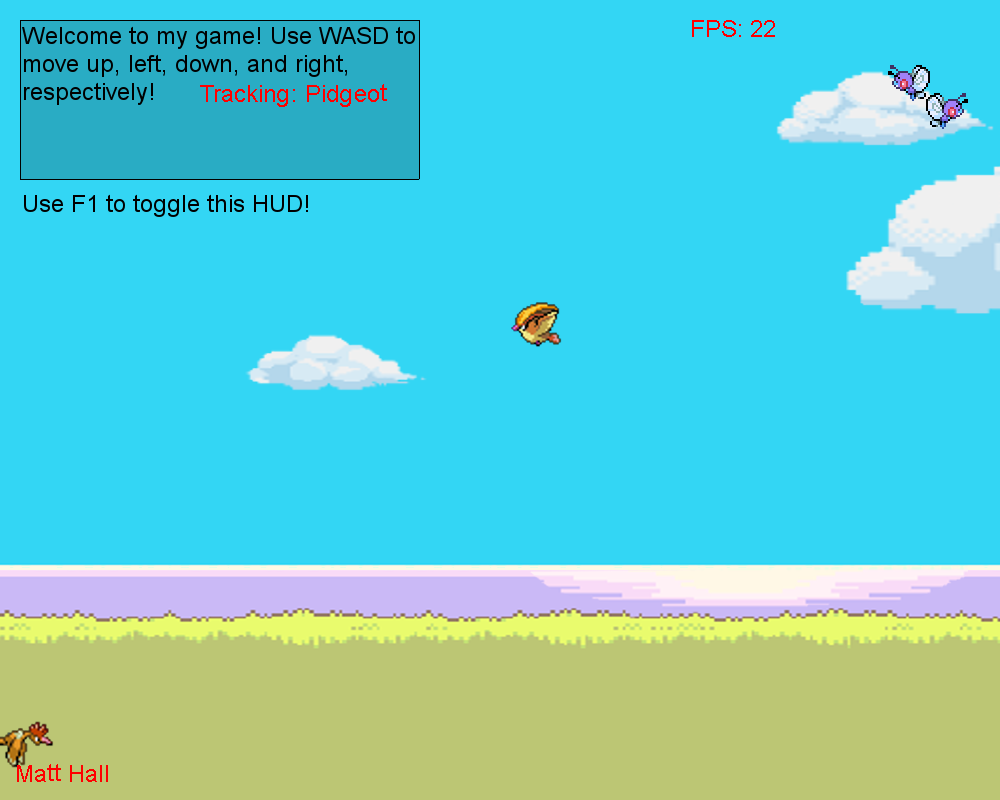 Welcome to my game! Use WASD to
move up, left, down, and right,
respectively!
Tracking: Pidgeot
Use F1 to toggle this HUD!
FPS: 22
Matt Hall